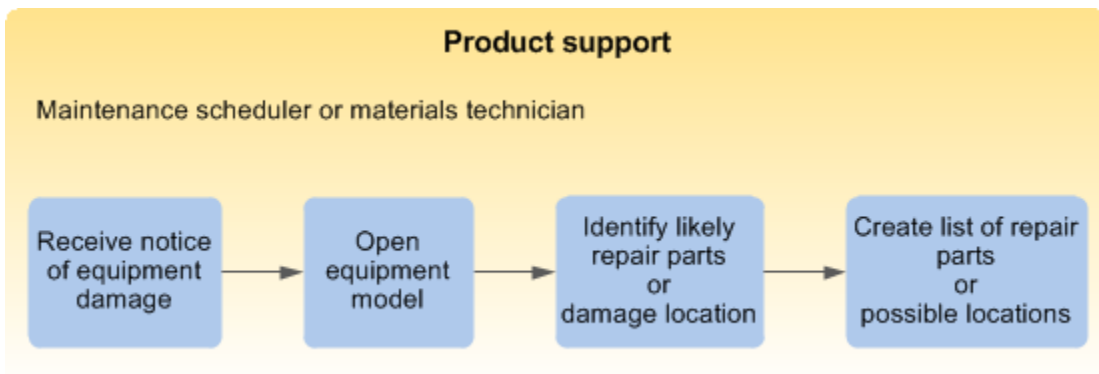 Product support
Maintenance scheduler or materials technician
Receive notice
of equipment
damage
Open
equipment
model
Identify likely
repair parts
or
damage location
Create list of repair
parts
or
possible locations